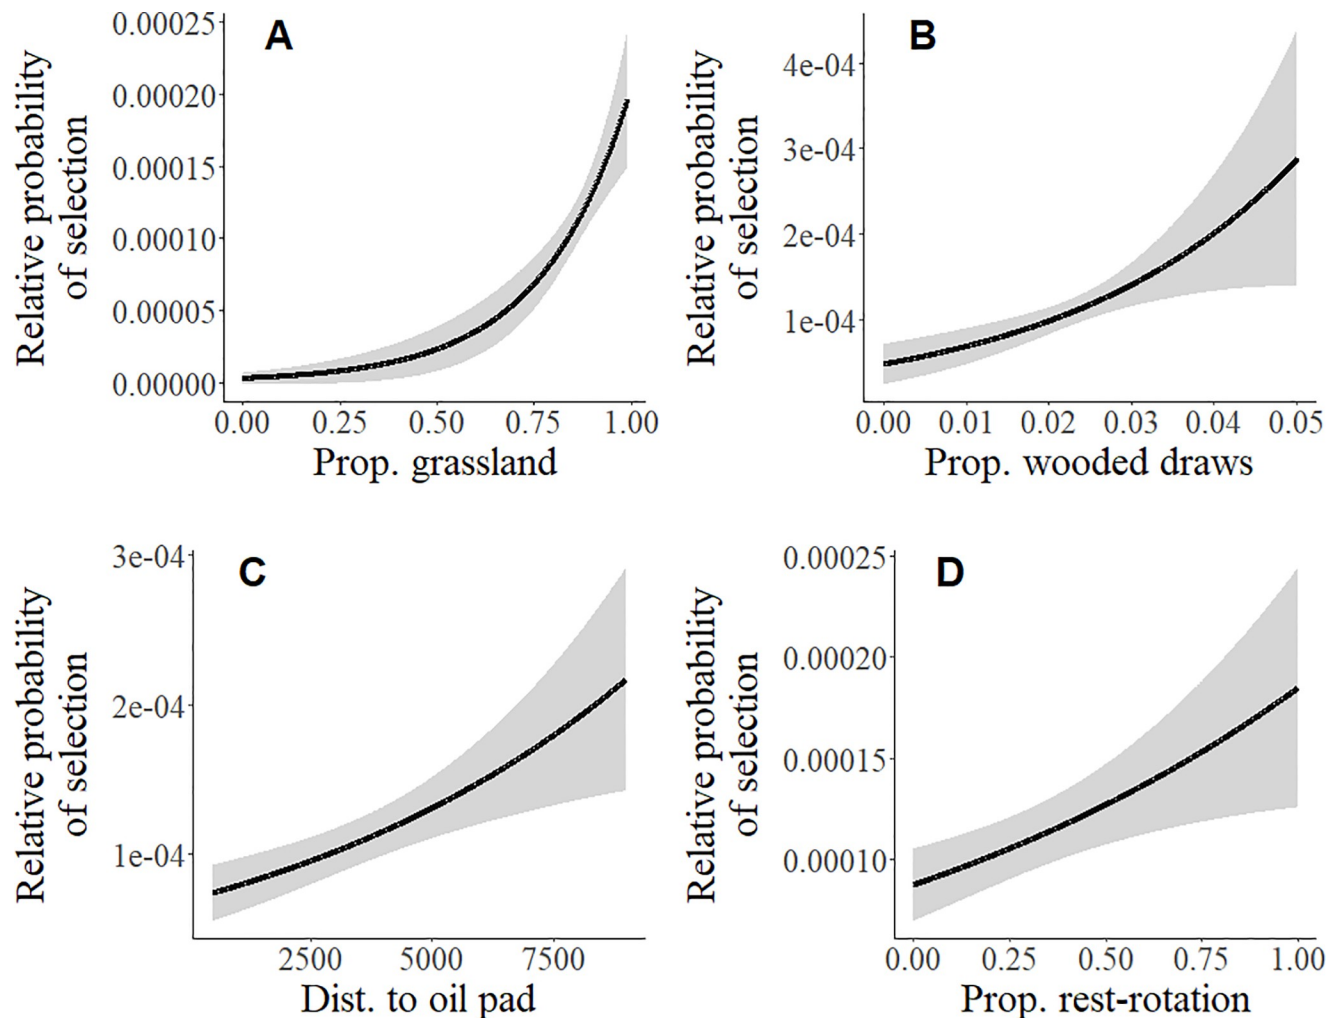 A
Relative probability
of selection
0.00025
0.00020
0.00015
0.00010
0.00005
0.00000
0.00 0.25 0.50 0.75 1.00
Prop. grassland
B
Relative probability
of selection
4e-04
3e-04
2e-04
1e-04
0.00 0.01 0.02 0.03 0.04 0.05
Prop. wooded draws
C
Relative probability
of selection
3e-04
2e-04
1e-04
2500 5000 7500
Dist. to oil pad
D
Relative probability
of selection
0.00025
0.00020
0.00015
0.00010
0.00 0.25 0.50 0.75 1.00
Prop. rest-rotation